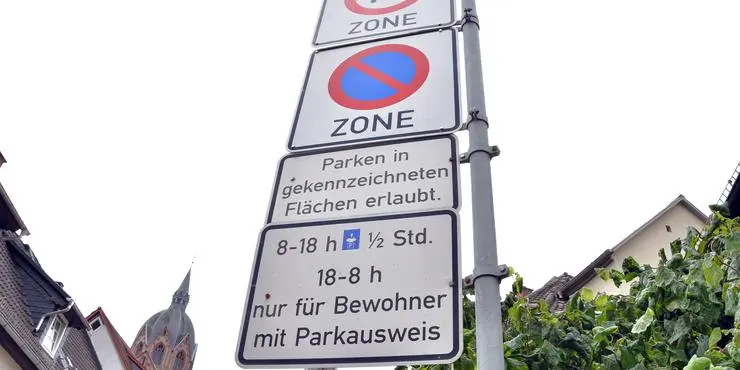 ZONE
ZONE
Parken in
gekennzeichneten
Flächen erlaubt.
8-18 h ½ Std.
18-8 h
nur für Bewohner
mit Parkausweis